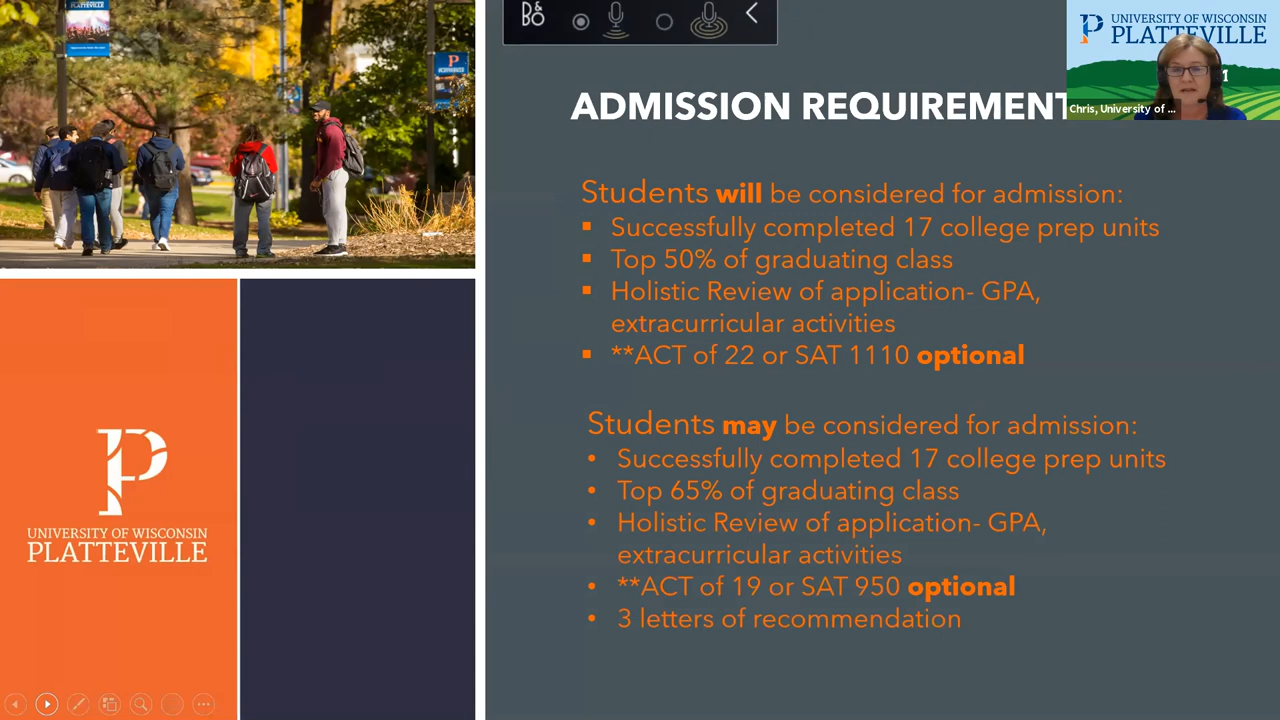 B&
BO
UNIVERSITY OF WISCONSIN
PLATTEVILLE
Chris, University of ...
ADMISSION REQUIREMENT
Students will be considered for admission:
▪ Successfully completed 17 college prep units
▪ Top 50% of graduating class
▪ Holistic Review of application- GPA,
extracurricular activities
▪ **ACT of 22 or SAT 1110 optional
Students may be considered for admission:
• Successfully completed 17 college prep units
• Top 65% of graduating class
• Holistic Review of application- GPA,
extracurricular activities
• **ACT of 19 or SAT 950 optional
• 3 letters of recommendation
P
UNIVERSITY OF WISCONSIN
PLATTEVILLE